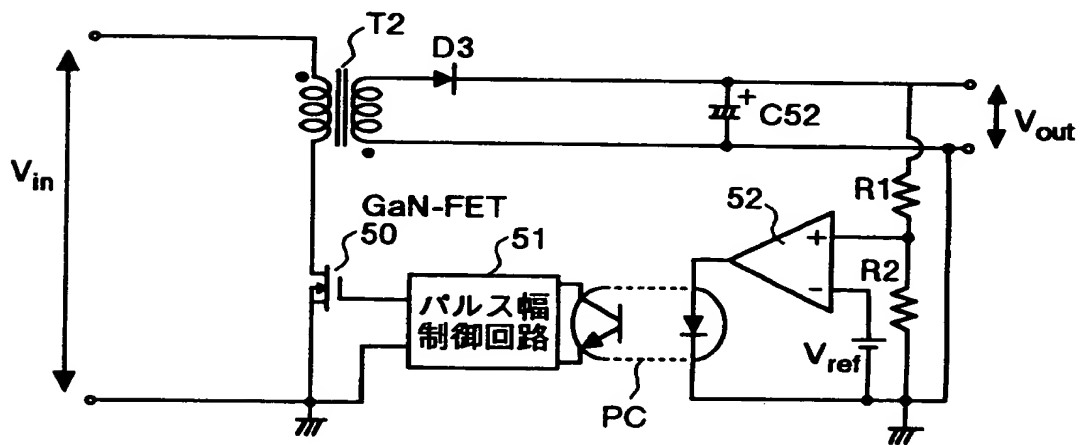 T2
D3
+
C52
Vout
Vin
R1
GaN-FET
50
51
52
+
R2
-
パルス幅
制御回路
Vref
PC